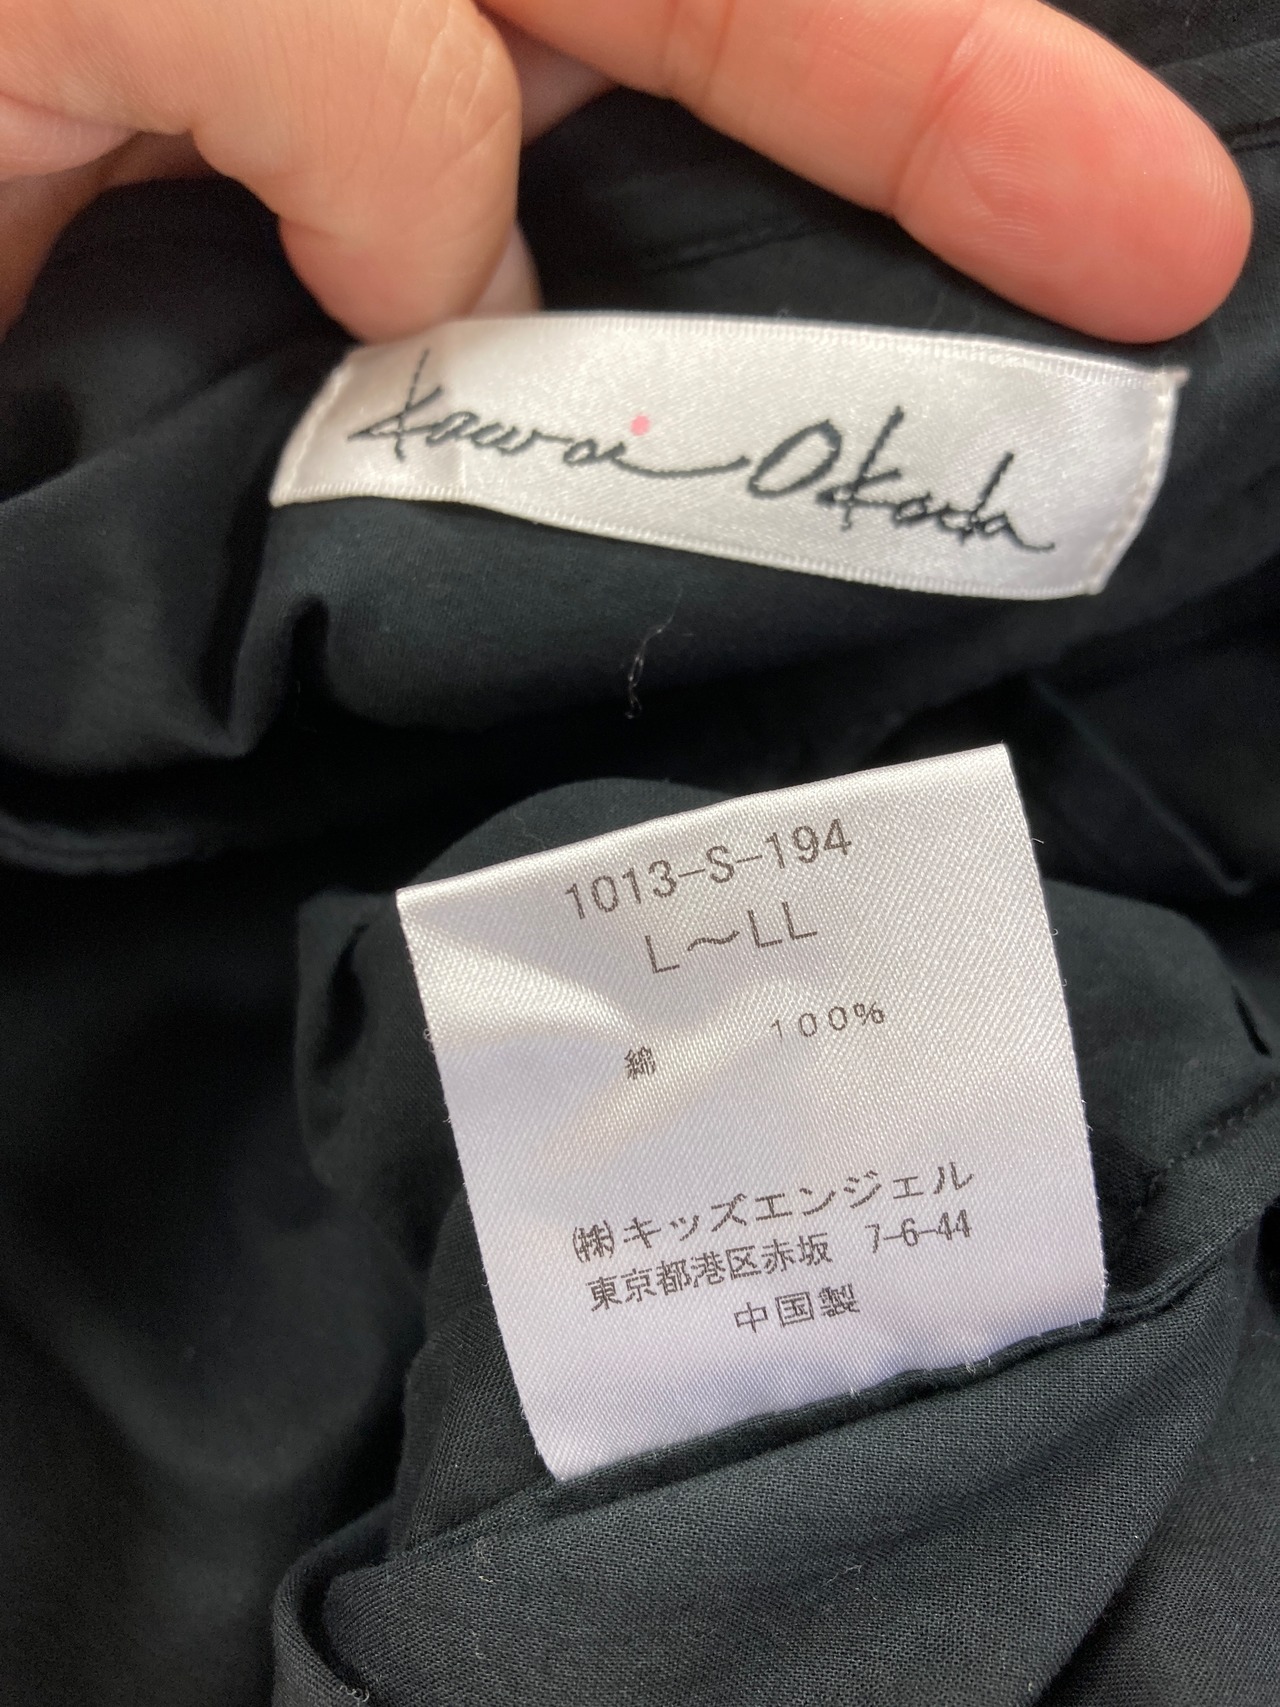 Kawai Okada
1013-S-194
L〜LL
綿 100%
㈱キッズエンジェル
東京都港区赤坂 7-6-44
中国製